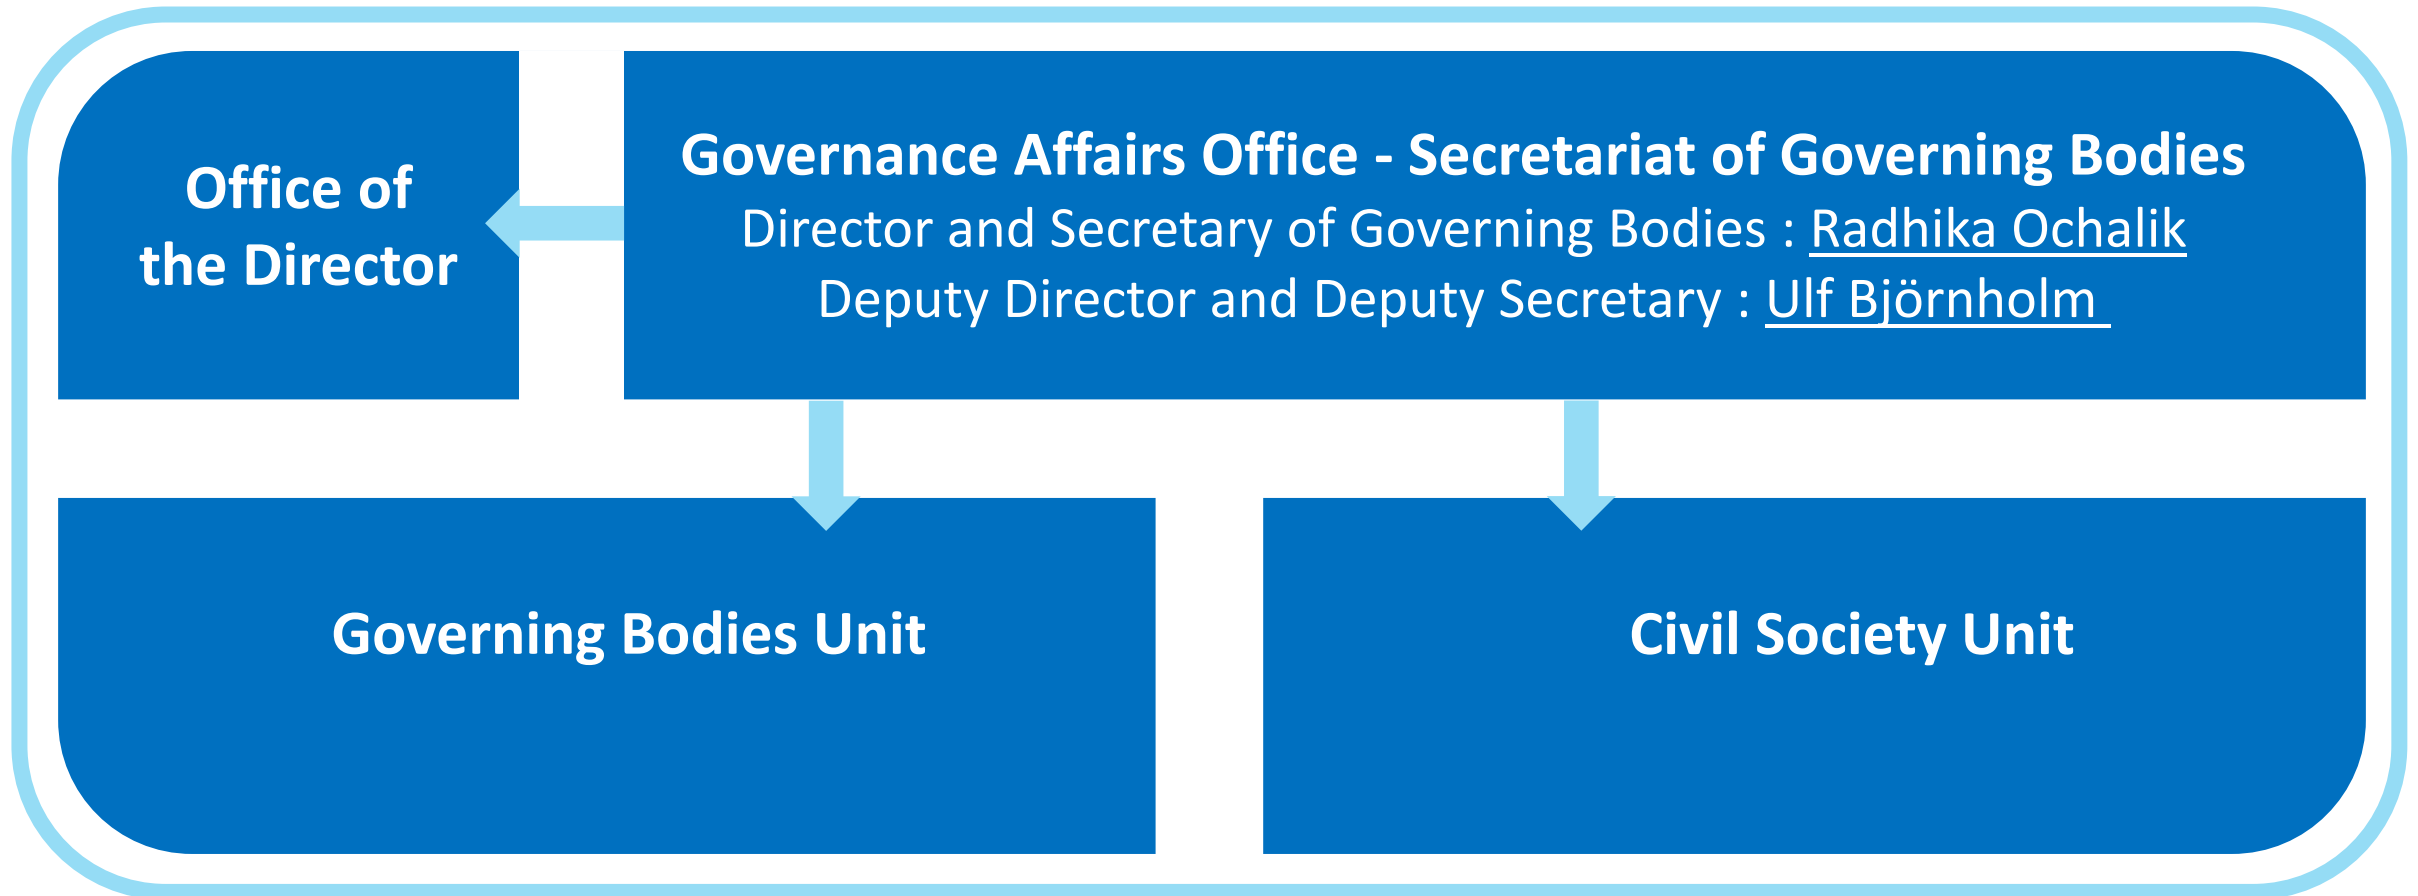 Office of
the Director
Governance Affairs Office - Secretariat of Governing Bodies
Director and Secretary of Governing Bodies : Radhika Ochalik
Deputy Director and Deputy Secretary : Ulf Björnholm
Governing Bodies Unit
Civil Society Unit